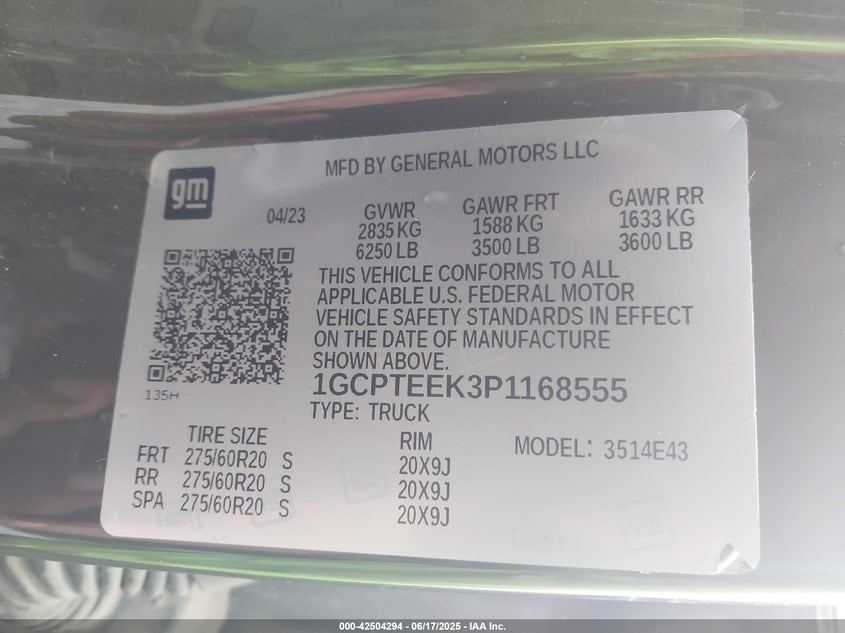 gm
MFD BY GENERAL MOTORS LLC
04/23
GVWR GAWR FRT GAWR RR
2835 KG 1588 KG 1633 KG
6250 LB 3500 LB 3600 LB
THIS VEHICLE CONFORMS TO ALL
APPLICABLE U.S. FEDERAL MOTOR
VEHICLE SAFETY STANDARDS IN EFFECT
ON THE DATE OF MANUFACTURE
SHOWN ABOVE.
1GCPTEEK3P1168555
135H
TYPE: TRUCK
TIRE SIZE RIM MODEL: 3514E43
FRT 275/60R20 S 20X9J
RR 275/60R20 S 20X9J
SPA 275/60R20 S 20X9J
000-42504294 - 06/17/2025 - IAA Inc.